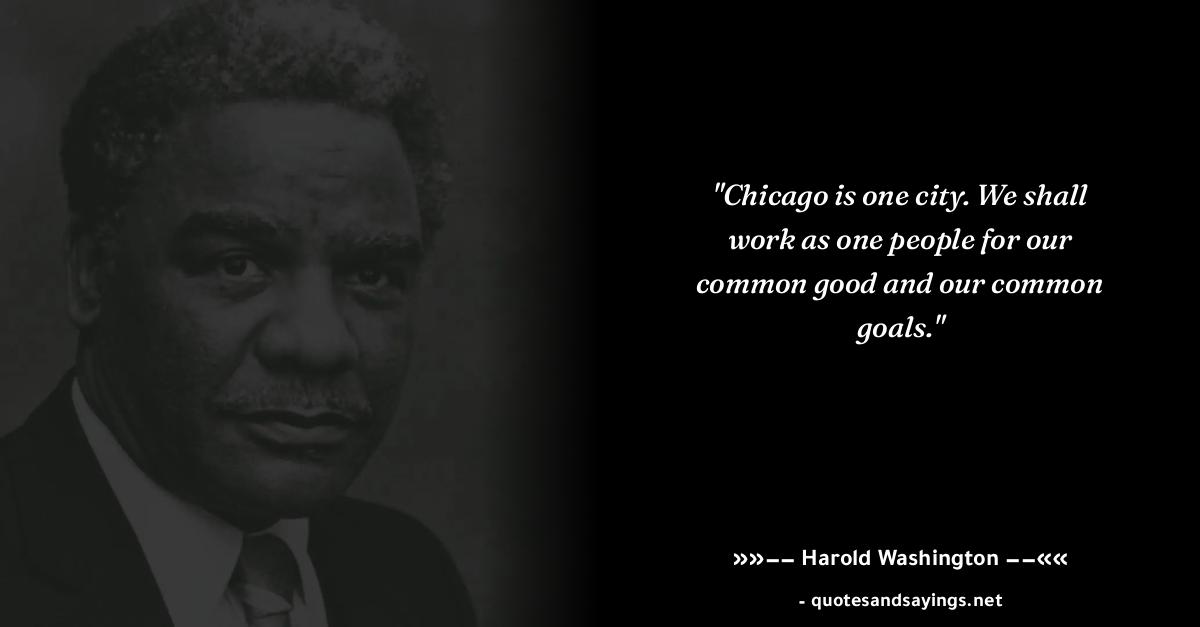 "Chicago is one city. We shall
work as one people for our
common good and our common
goals."
»»–– Harold Washington ––««
- quotesandsayings.net